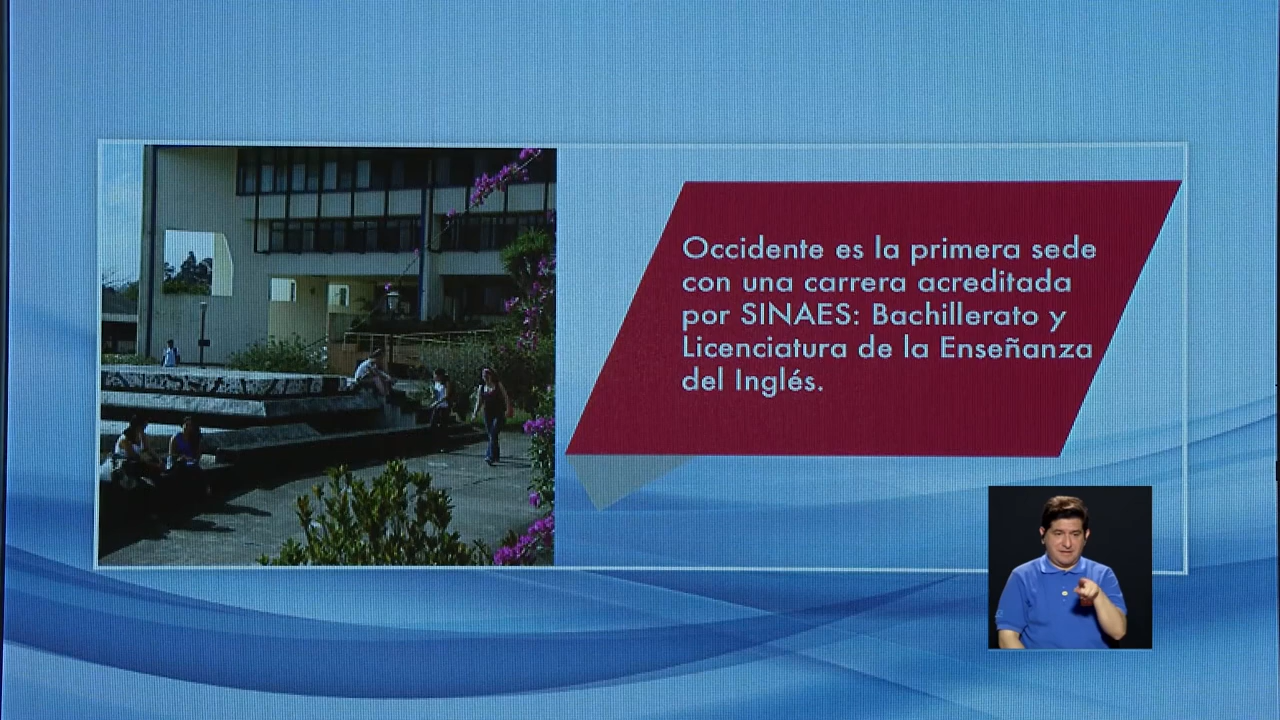 Occidente es la primera sede
con una carrera acreditada
por SINAES: Bachillerato y
Licenciatura de la Enseñanza
del Inglés.